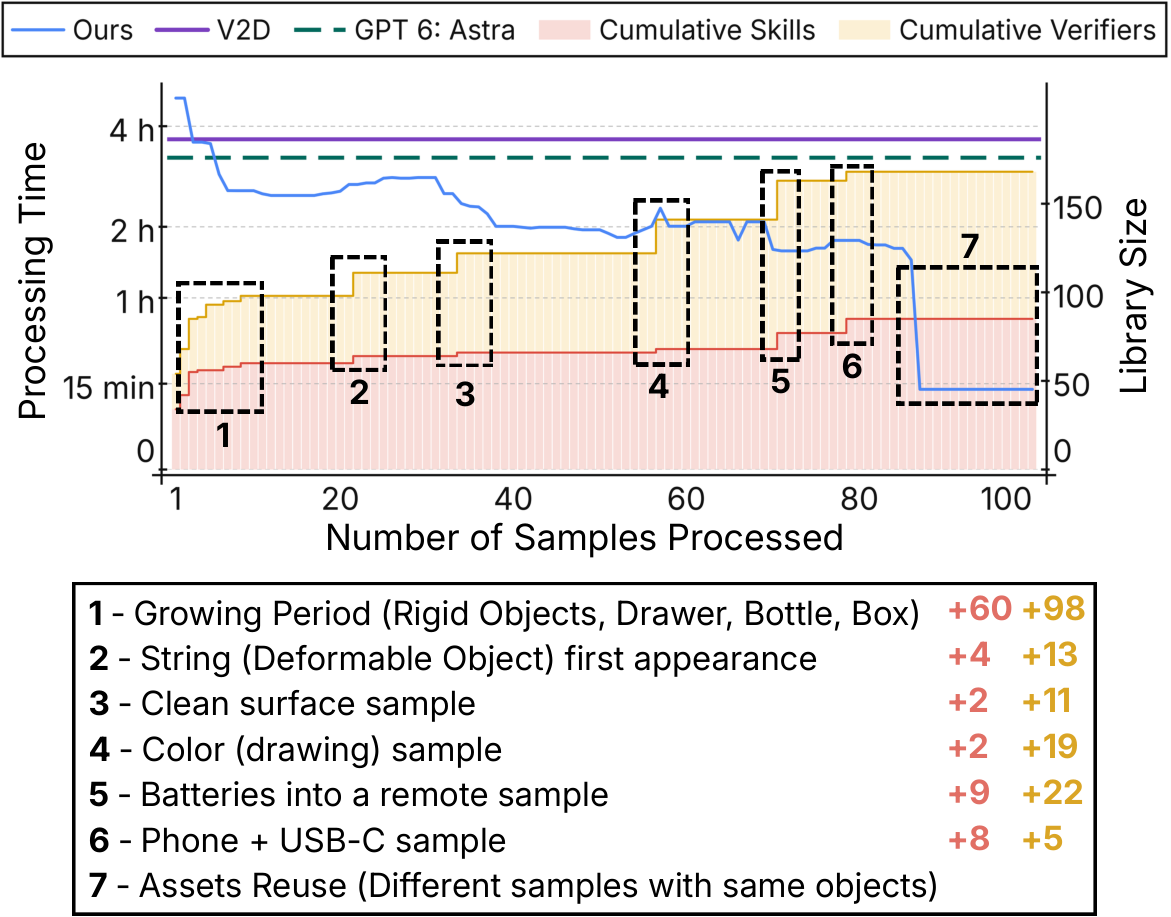 Ours V2D GPT 6: Astra Cumulative Skills Cumulative Verifiers
Processing Time
4 h
2 h
1 h
15 min
0
150
100
50
0
Library Size
1 2 3 4 5 6 7
1 20 40 60 80 100
Number of Samples Processed
1 - Growing Period (Rigid Objects, Drawer, Bottle, Box) +60 +98
2 - String (Deformable Object) first appearance +4 +13
3 - Clean surface sample +2 +11
4 - Color (drawing) sample +2 +19
5 - Batteries into a remote sample +9 +22
6 - Phone + USB-C sample +8 +5
7 - Assets Reuse (Different samples with same objects)